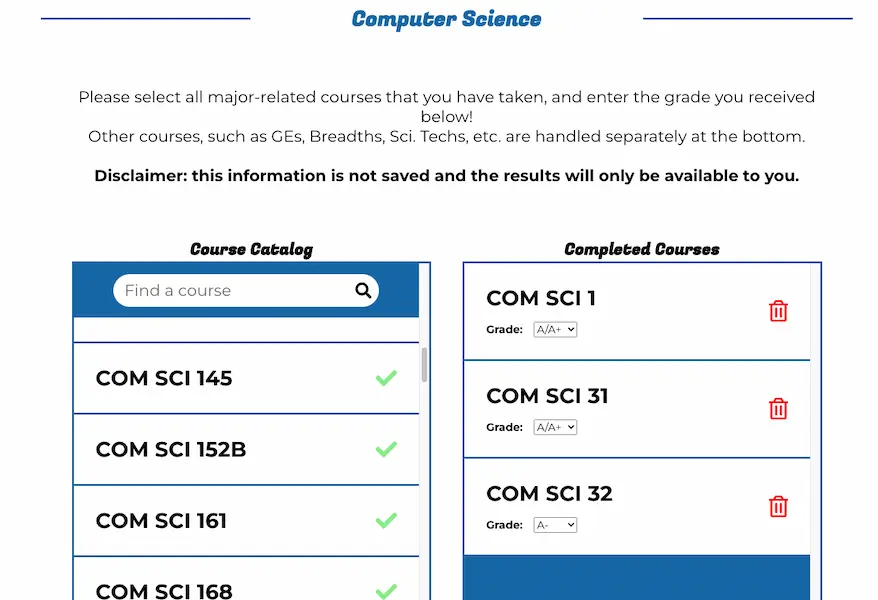 Computer Science
Please select all major-related courses that you have taken, and enter the grade you received
below!
Other courses, such as GEs, Breadths, Sci. Techs, etc. are handled separately at the bottom.
Disclaimer: this information is not saved and the results will only be available to you.
Course Catalog
Find a course
COM SCI 145
COM SCI 152B
COM SCI 161
COM SCI 168
Completed Courses
COM SCI 1
Grade: A/A+
COM SCI 31
Grade: A/A+
COM SCI 32
Grade: A-